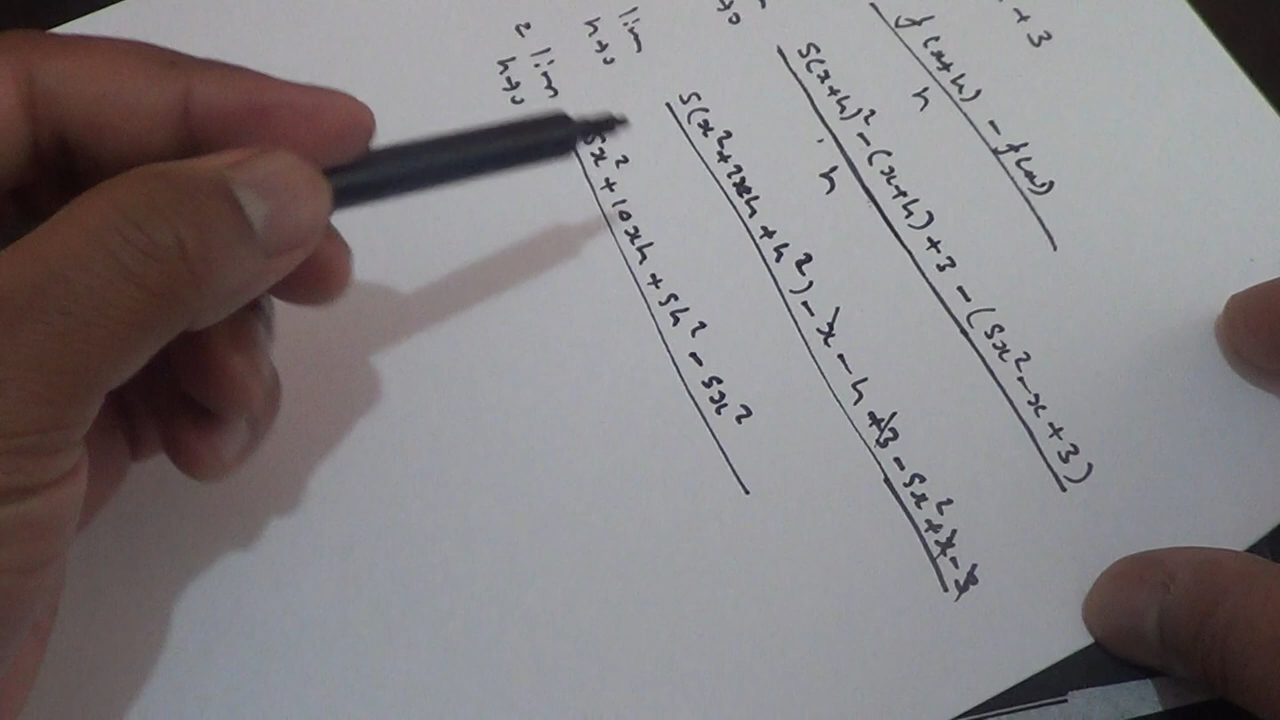 x + 3
f(x+h) - f(x)
h
→0
5(x+h)² - (x+h) + 3 - (5x² - x + 3)
h
lim 5(x² + 2xh + h²) - x - h + 3 - 5x² + x - 3
h→0
= lim 5x² + 10xh + 5h² - 5x²
h→0